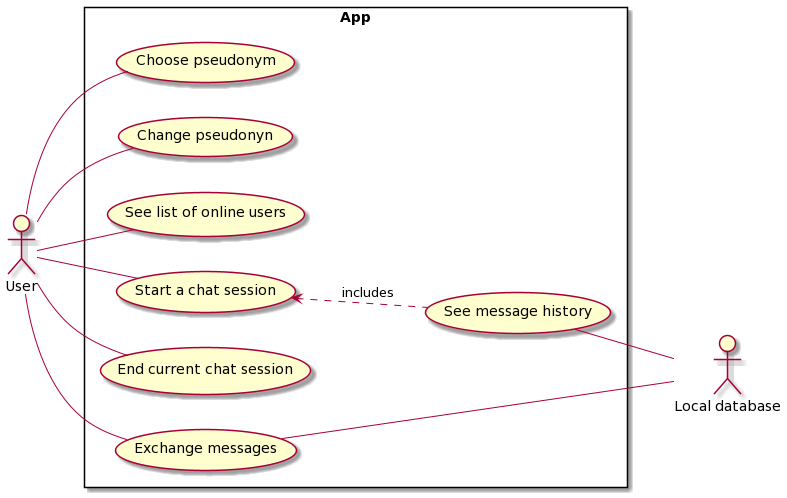 App
Choose pseudonym
Change pseudonyn
See list of online users
Start a chat session
includes
See message history
User
End current chat session
Local database
Exchange messages